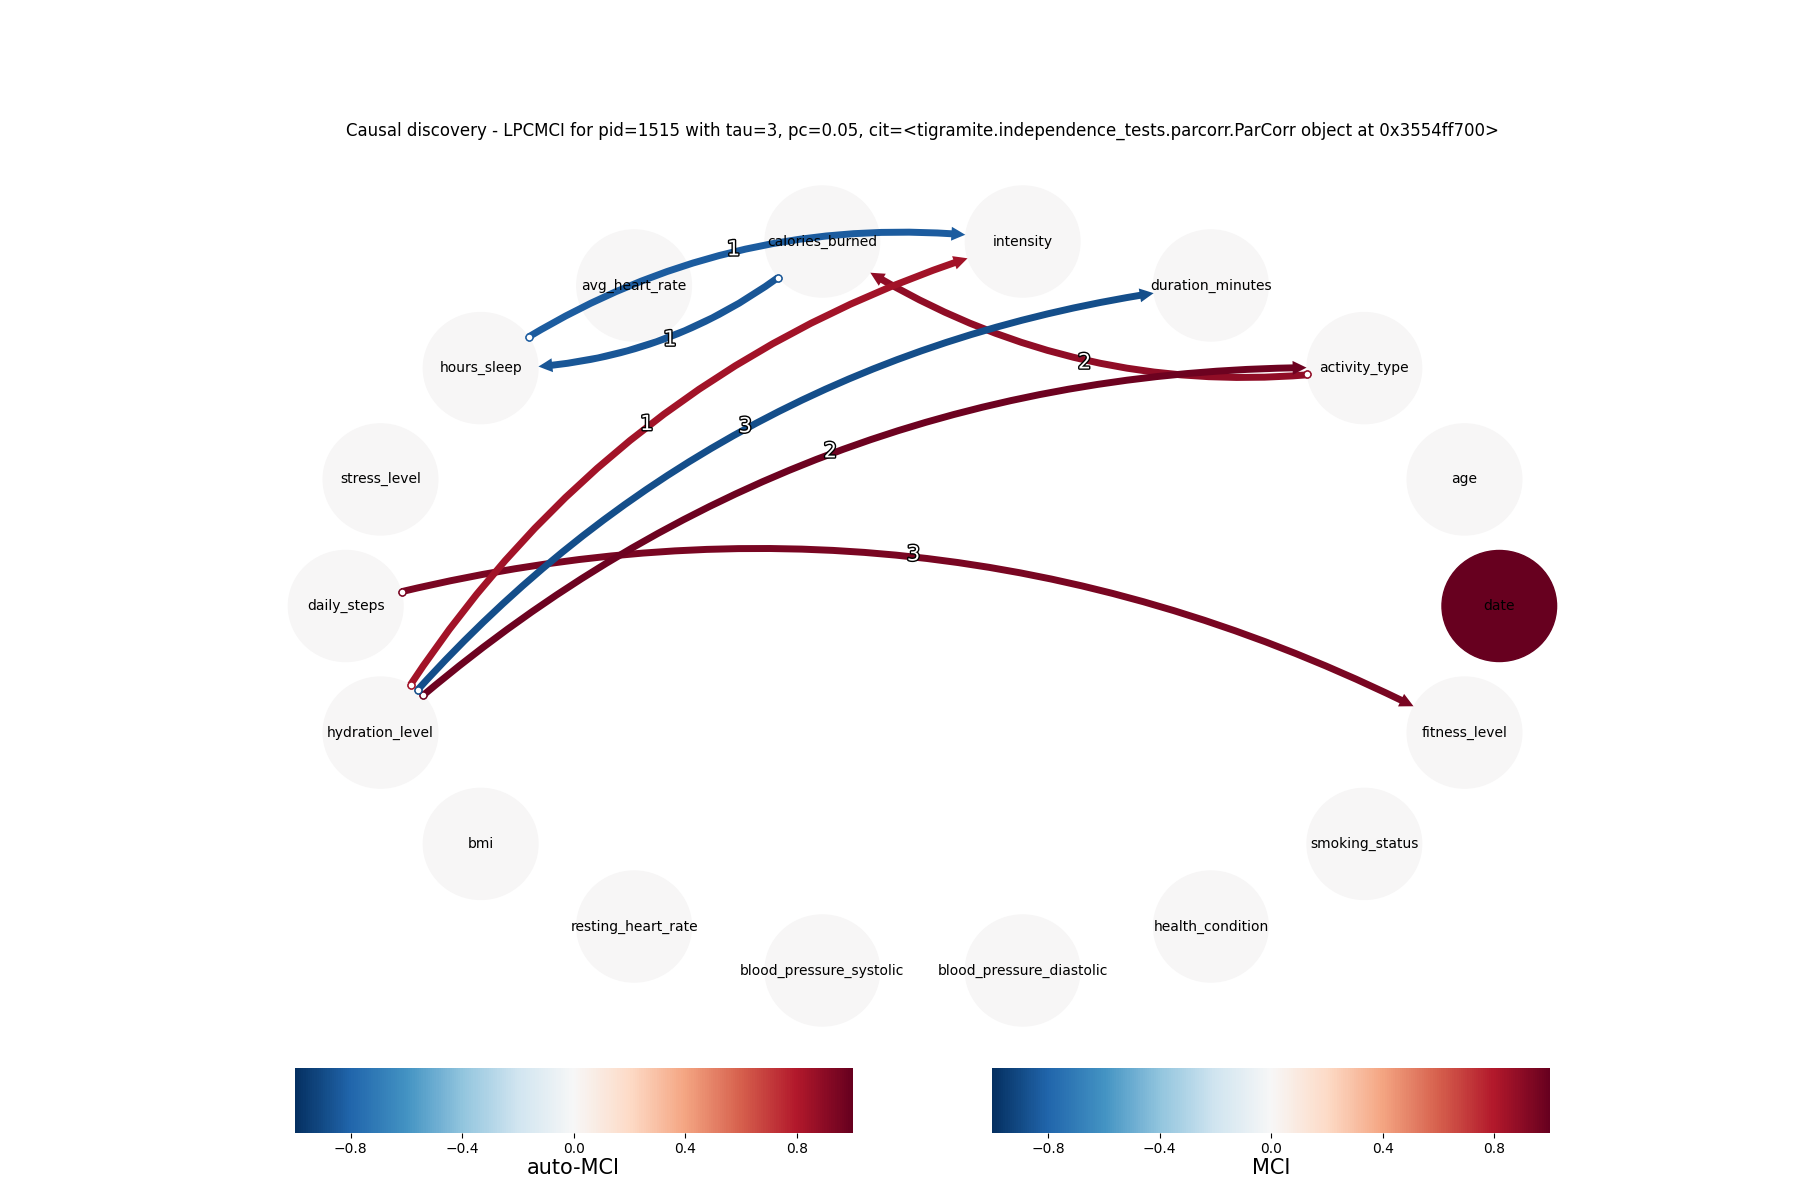 Causal discovery - LPCMCI for pid=1515 with tau=3, pc=0.05, cit=<tigramite.independence_tests.parcorr.ParCorr object at 0x3554ff700>
calories_burned
intensity
1
avg_heart_rate
duration_minutes
1
2
hours_sleep
activity_type
1
3
2
stress_level
age
3
daily_steps
date
hydration_level
fitness_level
bmi
smoking_status
resting_heart_rate
health_condition
blood_pressure_systolic
blood_pressure_diastolic
−0.8 −0.4 0.0 0.4 0.8
auto-MCI
−0.8 −0.4 0.0 0.4 0.8
MCI